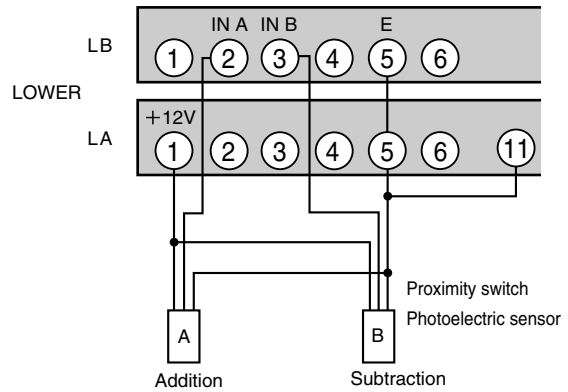 IN A IN B E
LB 1 2 3 4 5 6
LOWER
+12V
LA 1 2 3 4 5 6 11
Proximity switch
Photoelectric sensor
A B
Addition Subtraction